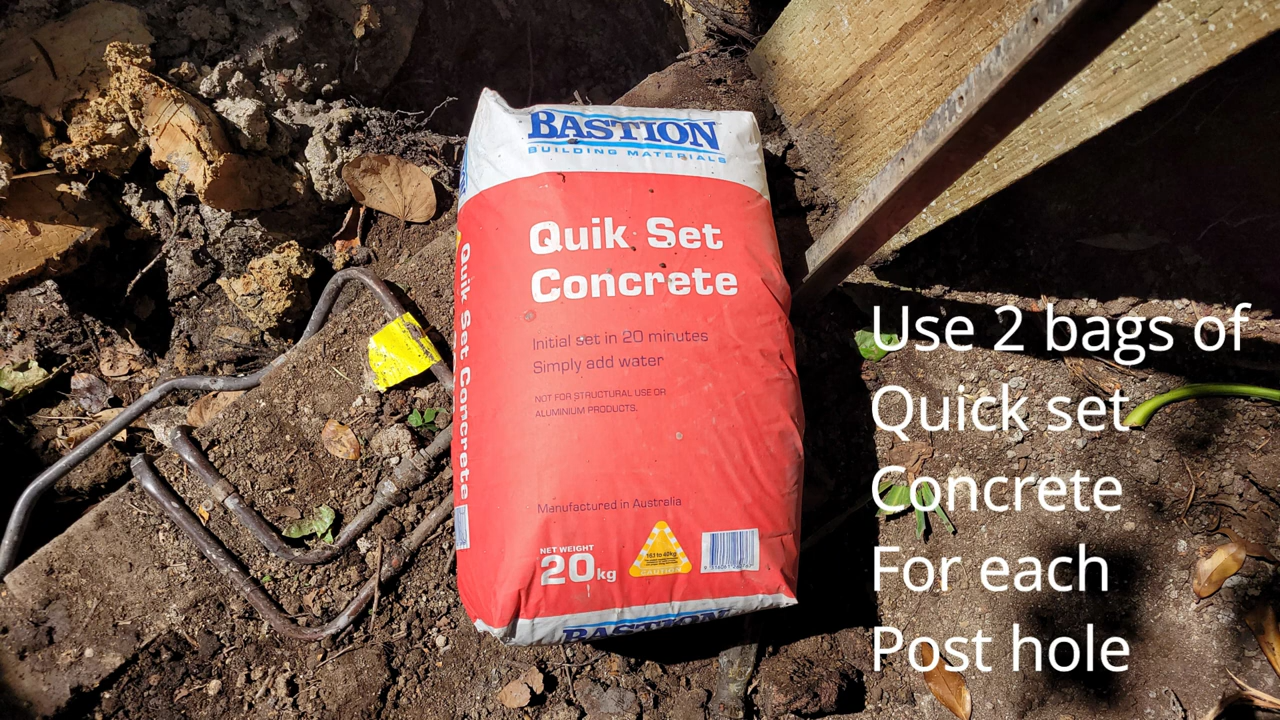 BASTION
BUILDING MATERIALS
Quik Set
Concrete
Initial set in 20 minutes
Simply add water
NOT FOR STRUCTURAL USE OR
ALUMINIUM PRODUCTS.
Manufactured in Australia
NET WEIGHT
20kg
CAUTION
BASTION
Quik Set Concrete
Use 2 bags of
Quick set
Concrete
For each
Post hole